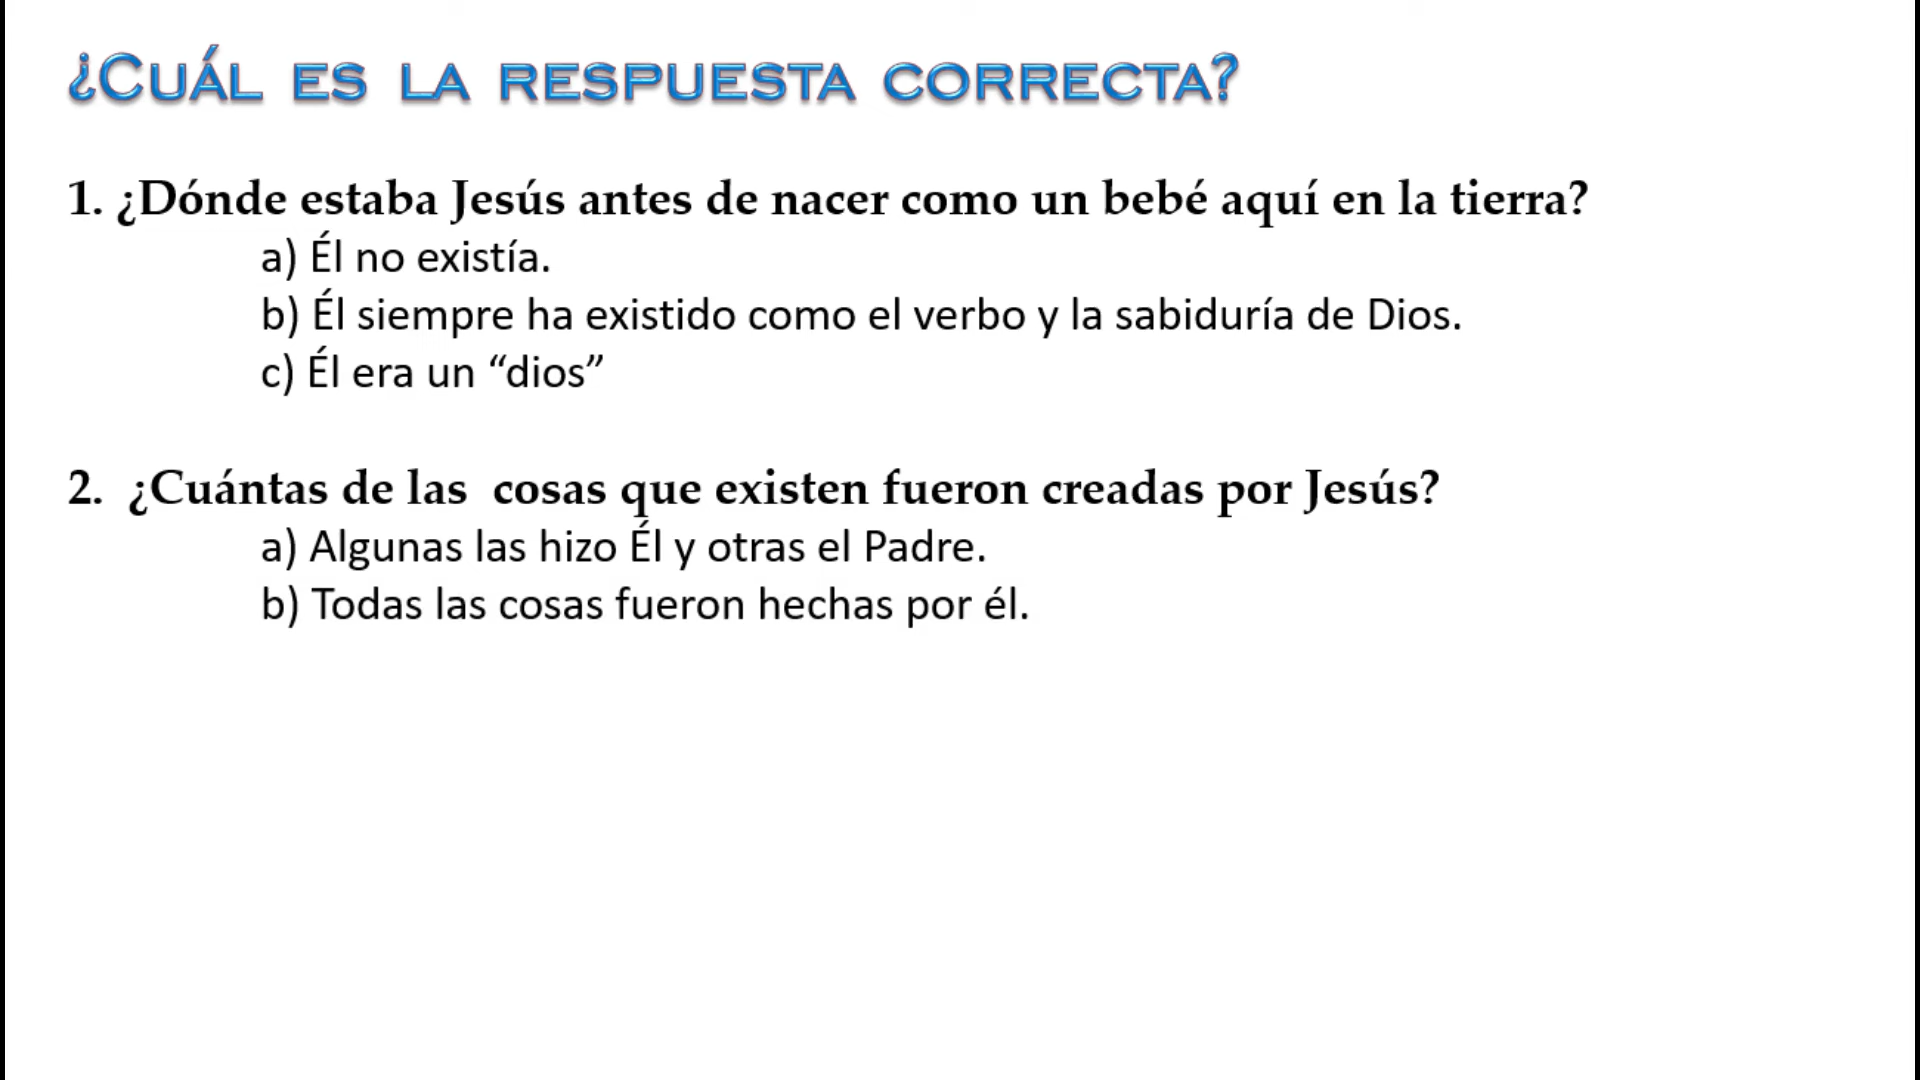 ¿Cuál es la respuesta correcta?
1. ¿Dónde estaba Jesús antes de nacer como un bebé aquí en la tierra?
a) Él no existía.
b) Él siempre ha existido como el verbo y la sabiduría de Dios.
c) Él era un “dios”
2. ¿Cuántas de las cosas que existen fueron creadas por Jesús?
a) Algunas las hizo Él y otras el Padre.
b) Todas las cosas fueron hechas por él.